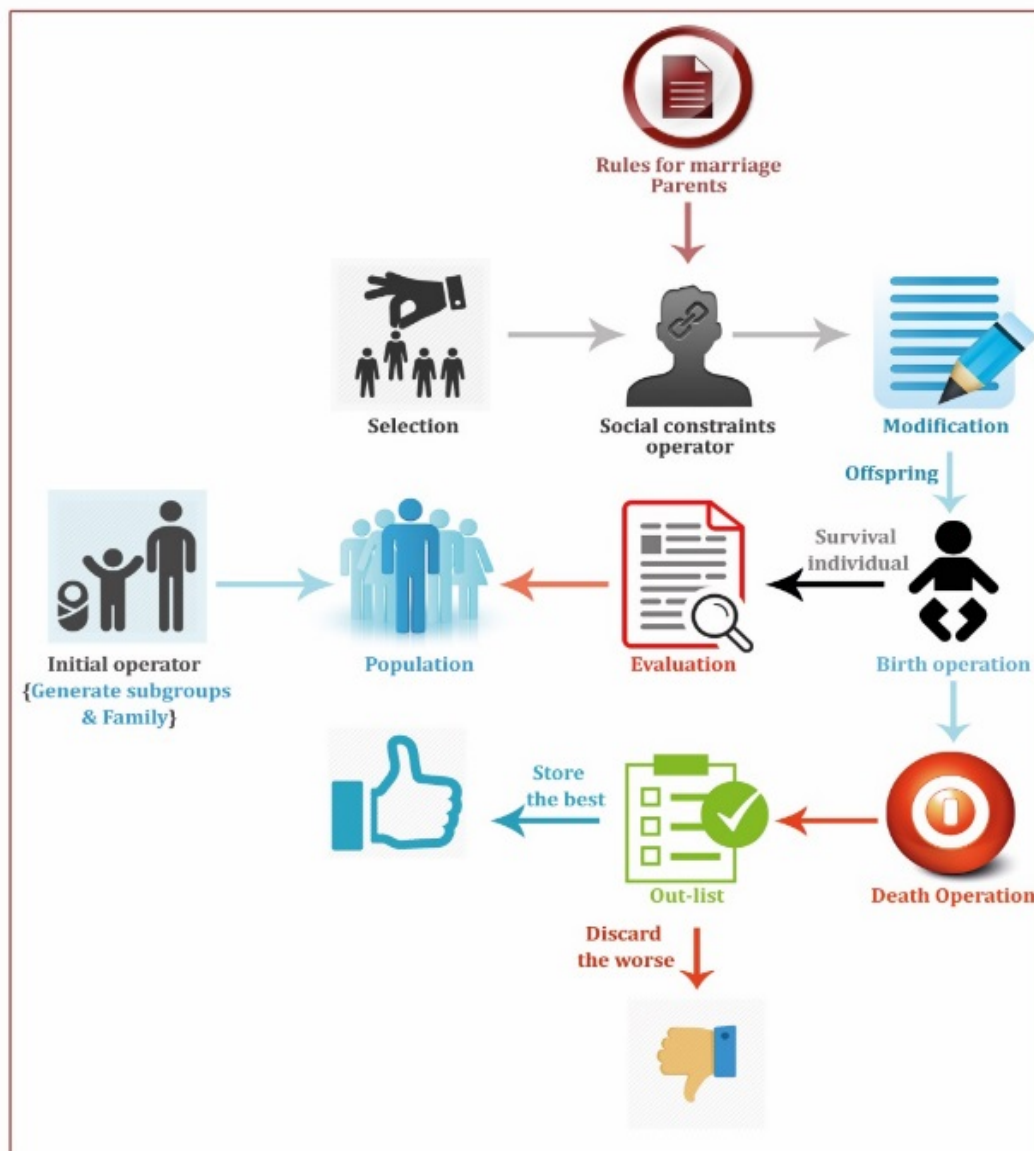 Rules for marriage
Parents
Selection
Social constraints
operator
Modification
Offspring
Survival
individual
Initial operator
{Generate subgroups
& Family}
Population
Evaluation
Birth operation
Store
the best
Out-list
Death Operation
Discard
the worse